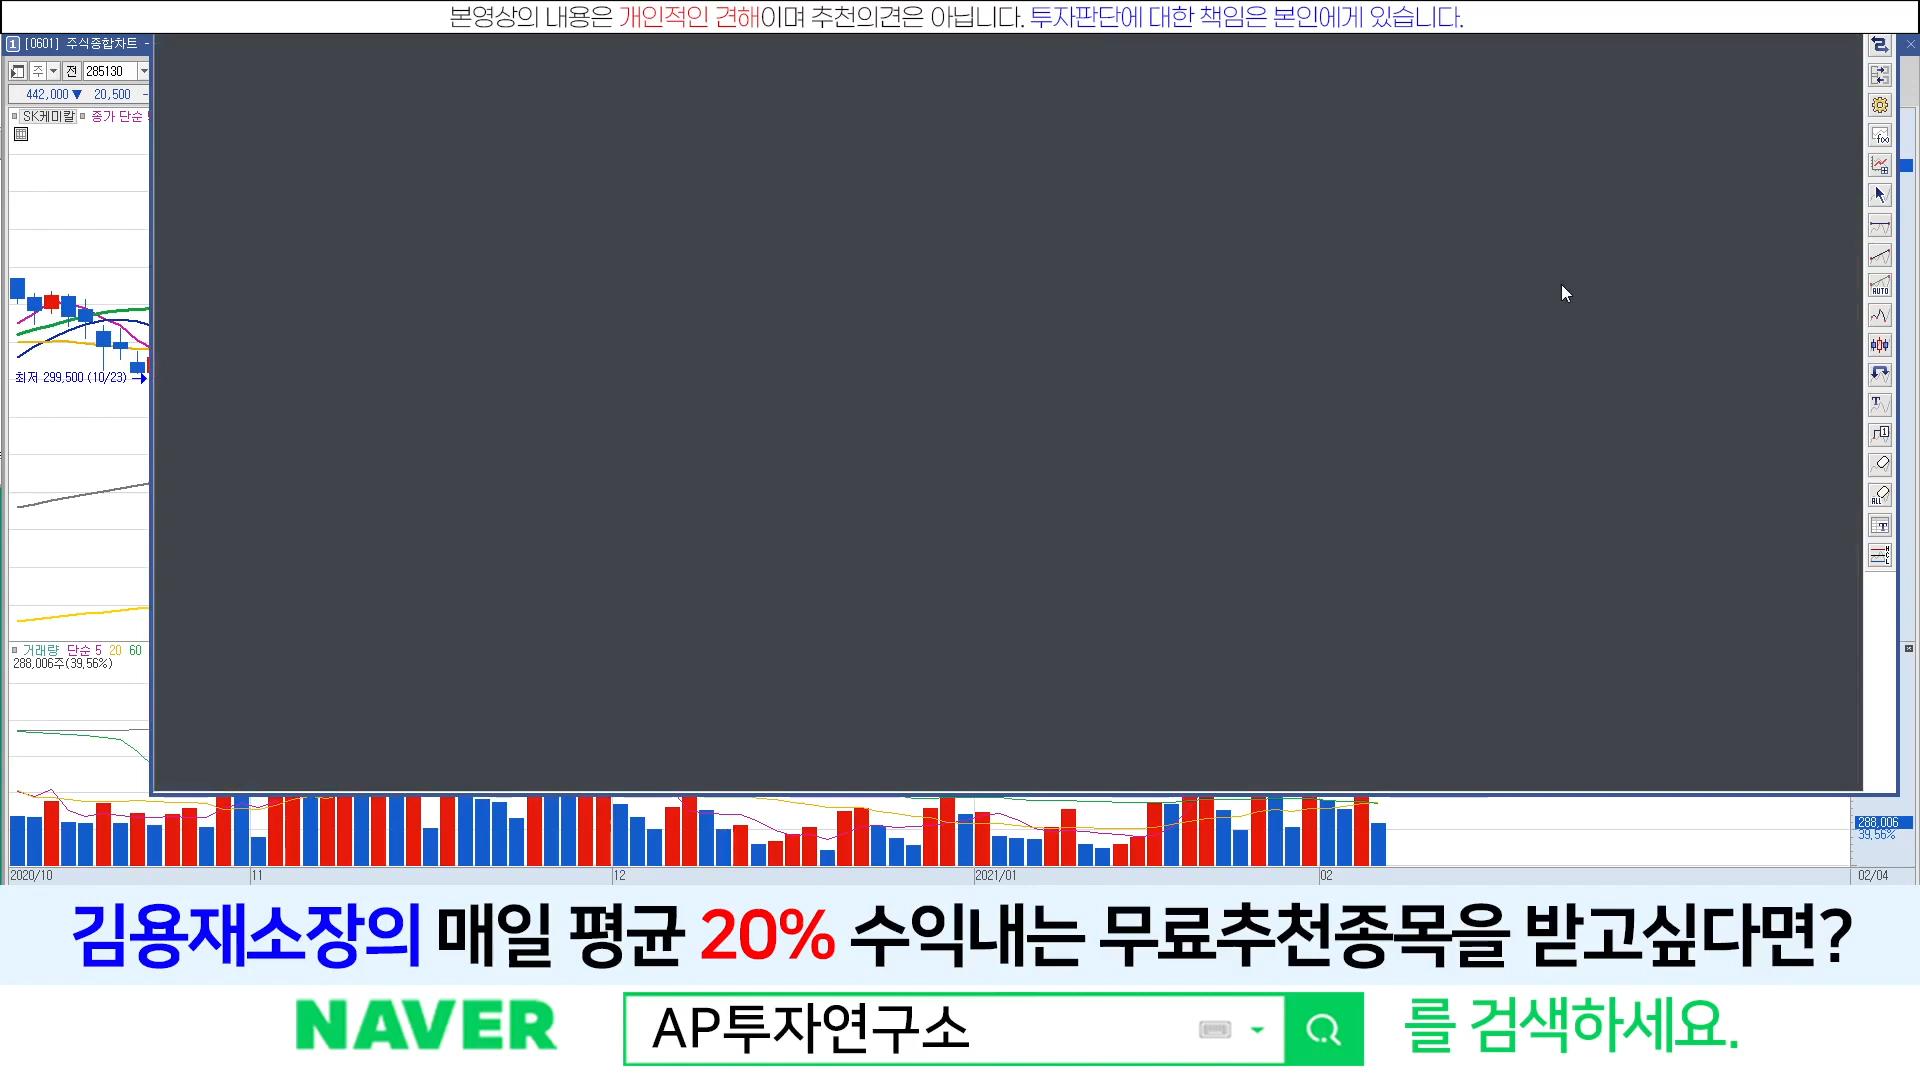 본영상의 내용은 개인적인 견해이며 추천의견은 아닙니다. 투자판단에 대한 책임은 본인에게 있습니다.
1 [0601] 주식종합차트
주 전 285130
442,000 ▼ 20,500
SK케미칼 종가 단순
최저 299,500 (10/23) →
거래량 단순 5 20 60
288,006주(39,56%)
288,006
39,56%
2020/10 11 12 2021/01 02 02/04
AUTO
ALL
김용재소장의 매일 평균 20% 수익내는 무료추천종목을 받고싶다면?
NAVER AP투자연구소 를 검색하세요.